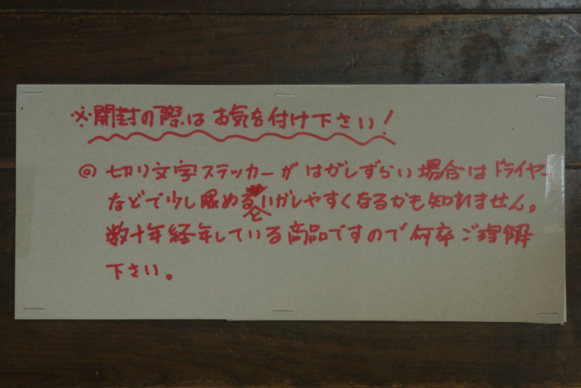 ※開封の際はお気を付け下さい!
◎切り文字ステッカーがはがしずらい場合はドライヤー
などで少し暖めるとはがしやすくなるかも知れません。
数十年経年している商品ですので何卒ご理解
下さい。